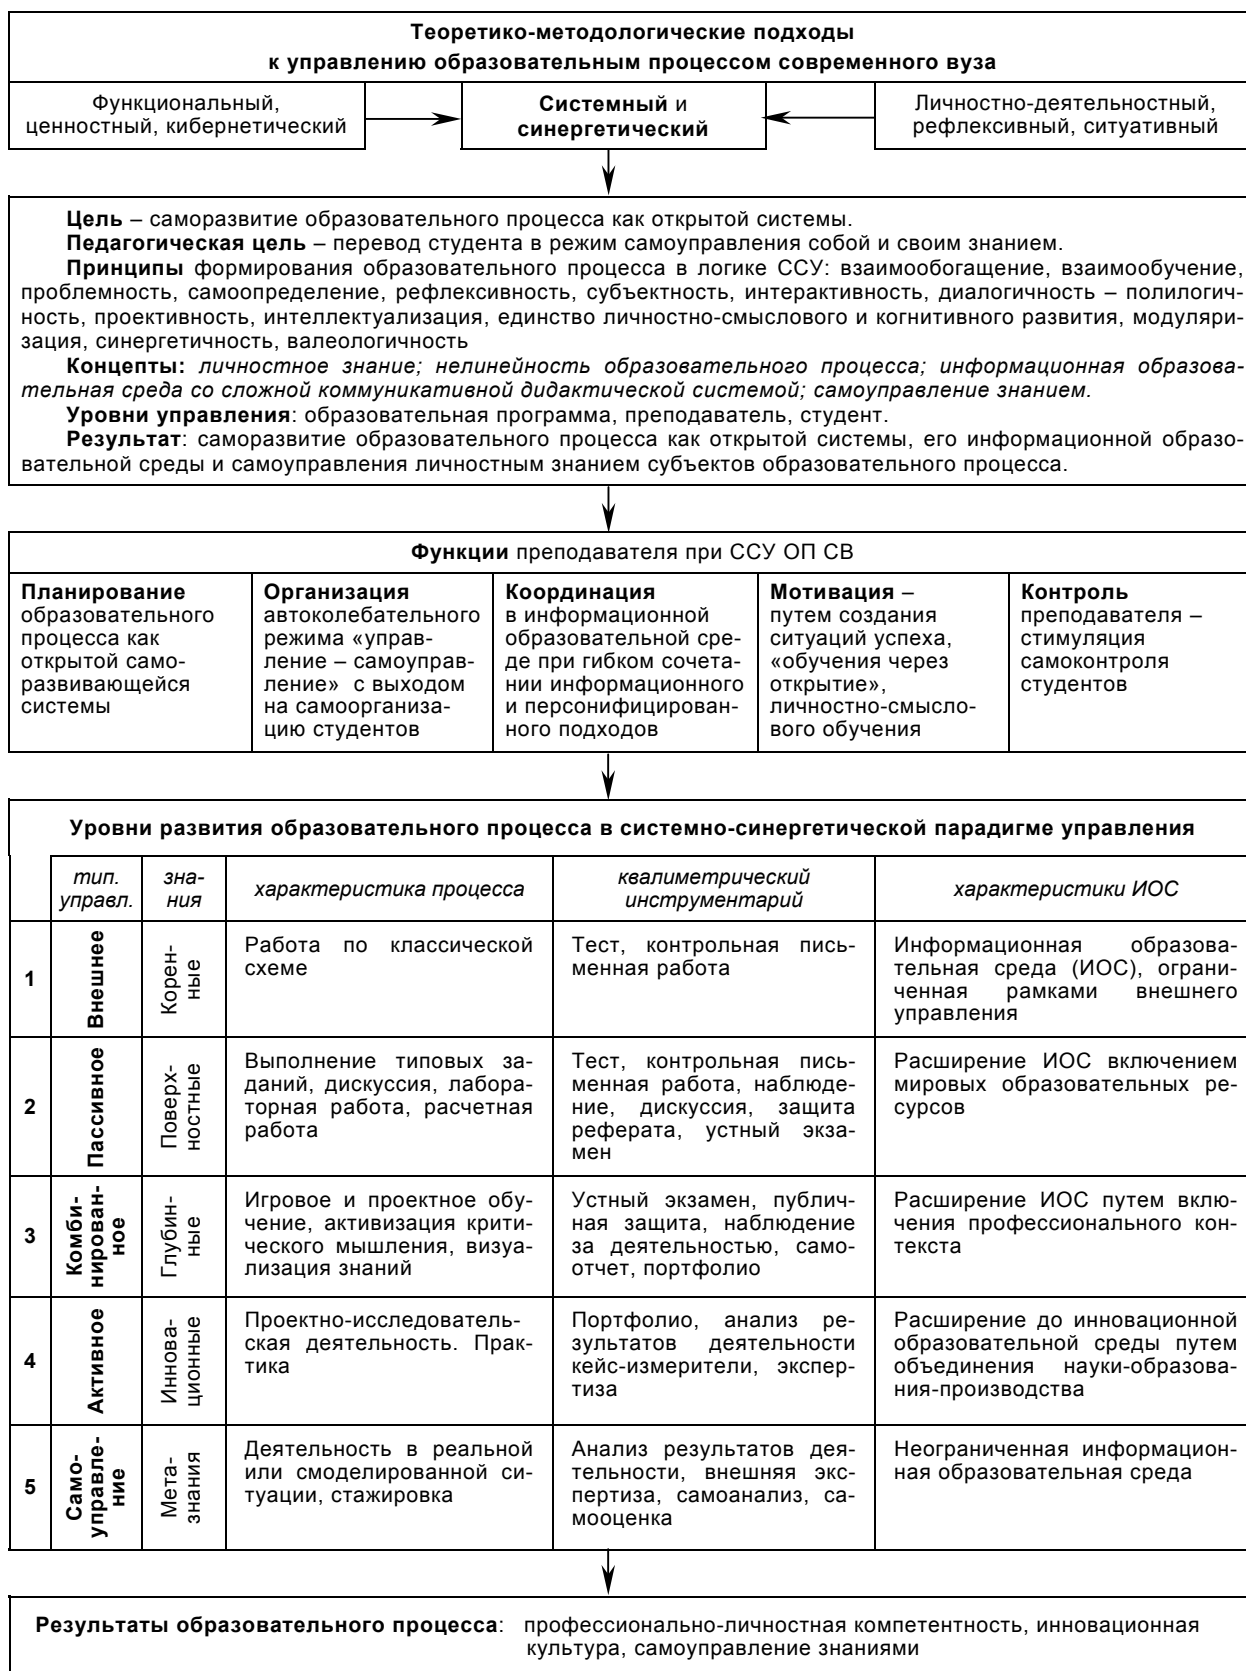 Теоретико-методологические подходы
к управлению образовательным процессом современного вуза
Функциональный,
ценностный, кибернетический
Системный и
синергетический
Личностно-деятельностный,
рефлексивный, ситуативный
Цель – саморазвитие образовательного процесса как открытой системы.
Педагогическая цель – перевод студента в режим самоуправления собой и своим знанием.
Принципы формирования образовательного процесса в логике ССУ: взаимообогащение, взаимообучение,
проблемность, самоопределение, рефлексивность, субъектность, интерактивность, диалогичность – полилогич-
ность, проективность, интеллектуализация, единство личностно-смыслового и когнитивного развития, модуляри-
зация, синергетичность, валеологичность
Концепты: личностное знание; нелинейность образовательного процесса; информационная образова-
тельная среда со сложной коммуникативной дидактической системой; самоуправление знанием.
Уровни управления: образовательная программа, преподаватель, студент.
Результат: саморазвитие образовательного процесса как открытой системы, его информационной образо-
вательной среды и самоуправления личностным знанием субъектов образовательного процесса.
Функции преподавателя при ССУ ОП СВ
Планирование
образовательного
процесса как
открытой само-
развивающейся
системы
Организация
автоколебательного
режима «управ-
ление – самоуправ-
ление» с выходом
на самоорганиза-
цию студентов
Координация
в информационной
образовательной сре-
де при гибком сочета-
нии информационного
и персонифицирован-
ного подходов
Мотивация –
путем создания
ситуаций успеха,
«обучения через
открытие»,
личностно-смысло-
вого обучения
Контроль
преподавателя –
стимуляция
самоконтроля
студентов
Уровни развития образовательного процесса в системно-синергетической парадигме управления
тип.
управл.
зна-
ния
характеристика процесса
квалиметрический
инструментарий
характеристики ИОС
1
Внешнее
Корен-
ные
Работа по классической
схеме
Тест, контрольная пись-
менная работа
Информационная образова-
тельная среда (ИОС), ограни-
ченная рамками внешнего
управления
2
Пассивное
Поверх-
ностные
Выполнение типовых за-
даний, дискуссия, лабора-
торная работа, расчетная
работа
Тест, контрольная пись-
менная работа, наблюде-
ние, дискуссия, защита
реферата, устный экза-
мен
Расширение ИОС включением
мировых образовательных ре-
сурсов
3
Комби-
нирован-
ное
Глубин-
ные
Игровое и проектное обу-
чение, активизация крити-
ческого мышления, визуа-
лизация знаний
Устный экзамен, публич-
ная защита, наблюдение
за деятельностью, само-
отчет, портфолио
Расширение ИОС путем вклю-
чения профессионального кон-
текста
4
Активное
Иннова-
ционные
Проектно-исследователь-
ская деятельность. Прак-
тика
Портфолио, анализ ре-
зультатов деятельности
кейс-измерители, экспер-
тиза
Расширение до инновационной
образовательной среды путем
объединения науки-образова-
ния-производства
5
Само-
управле-
ние
Мета-
знания
Деятельность в реальной
или смоделированной си-
туации, стажировка
Анализ результатов дея-
тельности, внешняя экс-
пертиза, самоанализ, са-
мооценка
Неограниченная информацион-
ная образовательная среда
Результаты образовательного процесса: профессионально-личностная компетентность, инновационная
культура, самоуправление знаниями